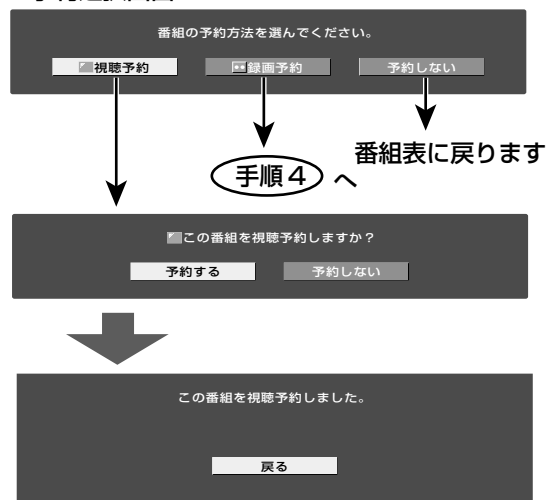 番組の予約方法を選んでください。
視聴予約 録画予約 予約しない
番組表に戻ります
手順4 へ
この番組を視聴予約しますか?
予約する 予約しない
この番組を視聴予約しました。
戻る